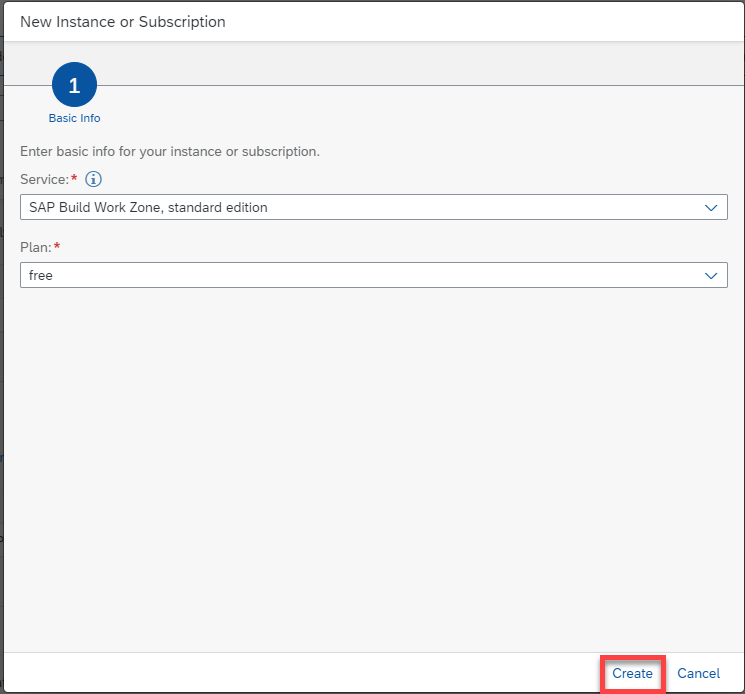 New Instance or Subscription
1
Basic Info
Enter basic info for your instance or subscription.
Service:*
SAP Build Work Zone, standard edition
Plan:*
free
Create Cancel